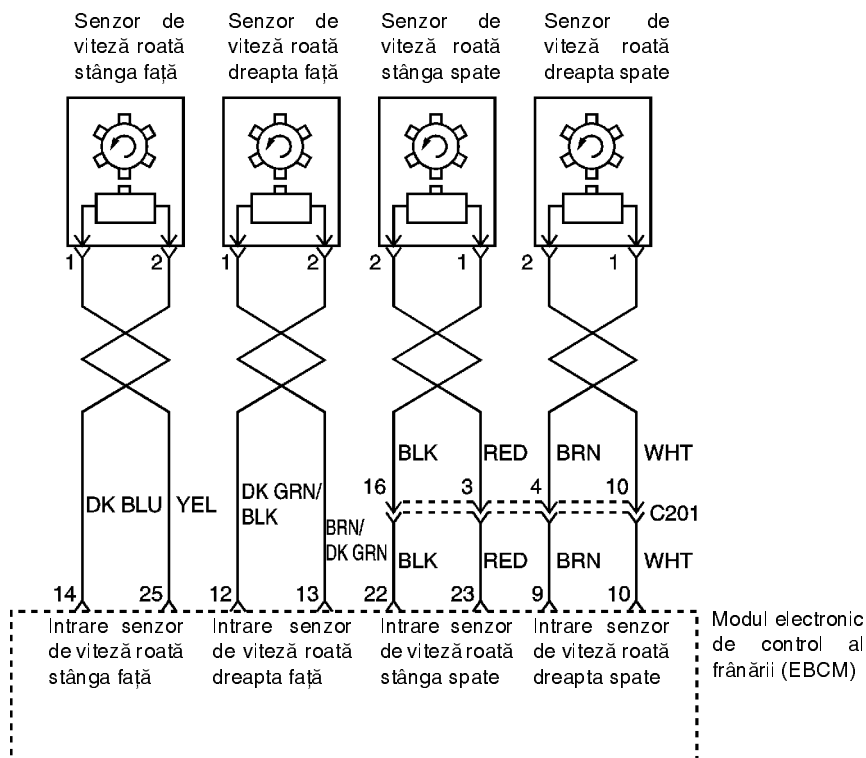 Senzor de
viteză roată
stânga față
Senzor de
viteză roată
dreapta față
Senzor de
viteză roată
stânga spate
Senzor de
viteză roată
dreapta spate
1 2 1 2 2 1 2 1
BLK RED BRN WHT
16 3 4 10
C201
DK BLU YEL
DK GRN/
BLK
BRN/
DK GRN
BLK RED BRN WHT
14 25 12 13 22 23 9 10
Intrare senzor
de viteză roată
stânga față
Intrare senzor
de viteză roată
dreapta față
Intrare senzor
de viteză roată
stânga spate
Intrare senzor
de viteză roată
dreapta spate
Modul electronic
de control al
frânării (EBCM)